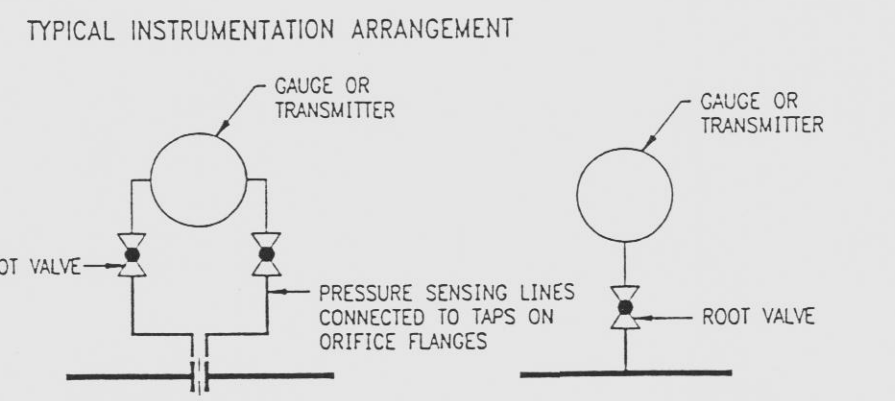 TYPICAL INSTRUMENTATION ARRANGEMENT
GAUGE OR
TRANSMITTER
GAUGE OR
TRANSMITTER
OT VALVE
PRESSURE SENSING LINES
CONNECTED TO TAPS ON
ORIFICE FLANGES
ROOT VALVE